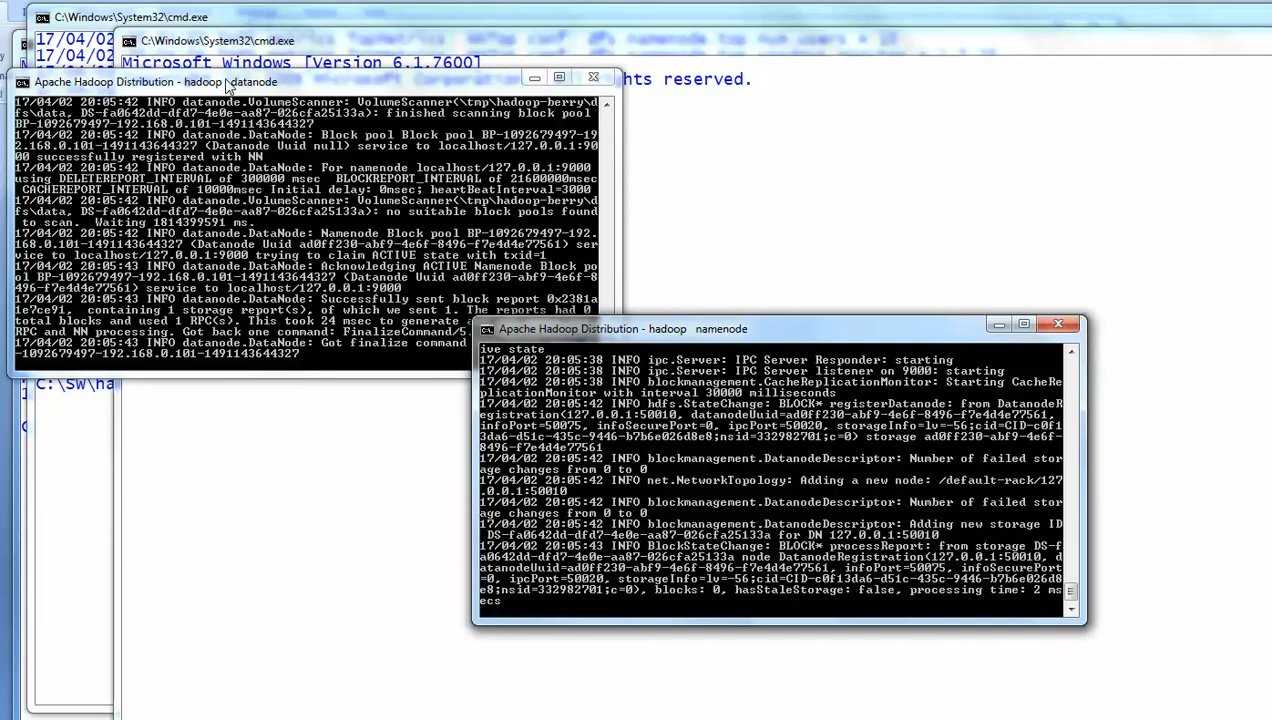 C:\Windows\System32\cmd.exe
17/04/02
C:\Windows\System32\cmd.exe
17/04/02
Microsoft Windows [Version 6.1.7600]
hts reserved.
Apache Hadoop Distribution - hadoop datanode
17/04/02 20:05:42 INFO datanode.VolumeScanner: VolumeScanner(\tmp\hadoop-berry\d
fs\data, DS-fa0642dd-dfd7-4e0e-aa87-026cfa25133a): finished scanning block pool
BP-1092679497-192.168.0.101-1491143644327
17/04/02 20:05:42 INFO datanode.DataNode: Block pool Block pool BP-1092679497-19
2.168.0.101-1491143644327 (Datanode Uuid null) service to localhost/127.0.0.1:90
00 successfully registered with NN
17/04/02 20:05:42 INFO datanode.DataNode: For namenode localhost/127.0.0.1:9000
using DELETEREPORT_INTERVAL of 300000 msec  BLOCKREPORT_INTERVAL of 21600000msec
CACHEREPORT_INTERVAL of 10000msec Initial delay: 0msec; heartBeatInterval=3000
17/04/02 20:05:42 INFO datanode.VolumeScanner: VolumeScanner(\tmp\hadoop-berry\d
fs\data, DS-fa0642dd-dfd7-4e0e-aa87-026cfa25133a): no suitable block pools found
to scan.  Waiting 1814399591 ms.
17/04/02 20:05:42 INFO datanode.DataNode: Namenode Block pool BP-1092679497-192.
168.0.101-1491143644327 (Datanode Uuid ad0ff230-abf9-4e6f-8496-f7e4d4e77561) ser
vice to localhost/127.0.0.1:9000 trying to claim ACTIVE state with txid=1
17/04/02 20:05:43 INFO datanode.DataNode: Acknowledging ACTIVE Namenode Block po
ol BP-1092679497-192.168.0.101-1491143644327 (Datanode Uuid ad0ff230-abf9-4e6f-8
496-f7e4d4e77561) service to localhost/127.0.0.1:9000
17/04/02 20:05:43 INFO datanode.DataNode: Successfully sent block report 0x2381a
1e7ce91,  containing 1 storage report(s), of which we sent 1. The reports had 0
total blocks and used 1 RPC(s). This took 24 msec to generate a
RPC and NN processing. Got back one command: FinalizeCommand/5.
17/04/02 20:05:43 INFO datanode.DataNode: Got finalize command
-1092679497-192.168.0.101-1491143644327
C:\SW\ha
Apache Hadoop Distribution - hadoop namenode
ive state
17/04/02 20:05:38 INFO ipc.Server: IPC Server Responder: starting
17/04/02 20:05:38 INFO ipc.Server: IPC Server listener on 9000: starting
17/04/02 20:05:38 INFO blockmanagement.CacheReplicationMonitor: Starting CacheRe
plicationMonitor with interval 30000 milliseconds
17/04/02 20:05:42 INFO hdfs.StateChange: BLOCK* registerDatanode: from DatanodeR
egistration(127.0.0.1:50010, datanodeUuid=ad0ff230-abf9-4e6f-8496-f7e4d4e77561,
infoPort=50075, infoSecurePort=0, ipcPort=50020, storageInfo=lv=-56;cid=CID-c0f1
3da6-d51c-435c-9446-b7b6e026d8e8;nsid=332982701;c=0) storage ad0ff230-abf9-4e6f-
8496-f7e4d4e77561
17/04/02 20:05:42 INFO blockmanagement.DatanodeDescriptor: Number of failed stor
age changes from 0 to 0
17/04/02 20:05:42 INFO net.NetworkTopology: Adding a new node: /default-rack/127
.0.0.1:50010
17/04/02 20:05:42 INFO blockmanagement.DatanodeDescriptor: Number of failed stor
age changes from 0 to 0
17/04/02 20:05:42 INFO blockmanagement.DatanodeDescriptor: Adding new storage ID
DS-fa0642dd-dfd7-4e0e-aa87-026cfa25133a for DN 127.0.0.1:50010
17/04/02 20:05:43 INFO BlockStateChange: BLOCK* processReport: from storage DS-f
a0642dd-dfd7-4e0e-aa87-026cfa25133a node DatanodeRegistration(127.0.0.1:50010, d
atanodeUuid=ad0ff230-abf9-4e6f-8496-f7e4d4e77561, infoPort=50075, infoSecurePort
=0, ipcPort=50020, storageInfo=lv=-56;cid=CID-c0f13da6-d51c-435c-9446-b7b6e026d8
e8;nsid=332982701;c=0), blocks: 0, hasStaleStorage: false, processing time: 2 ms
ecs